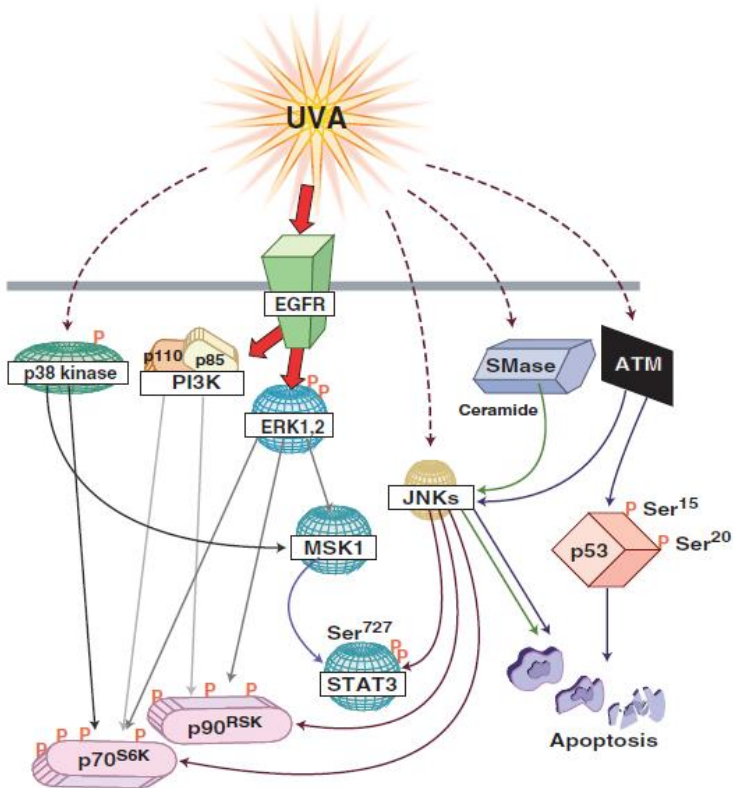 UVA
EGFR
P
p110 p85
p38 kinase
PI3K
SMase
ATM
P
P
Ceramide
ERK1,2
JNKs
P Ser15
p53
P Ser20
MSK1
Ser727
P
P
STAT3
P P P
p90RSK
P P P P
p70S6K
Apoptosis